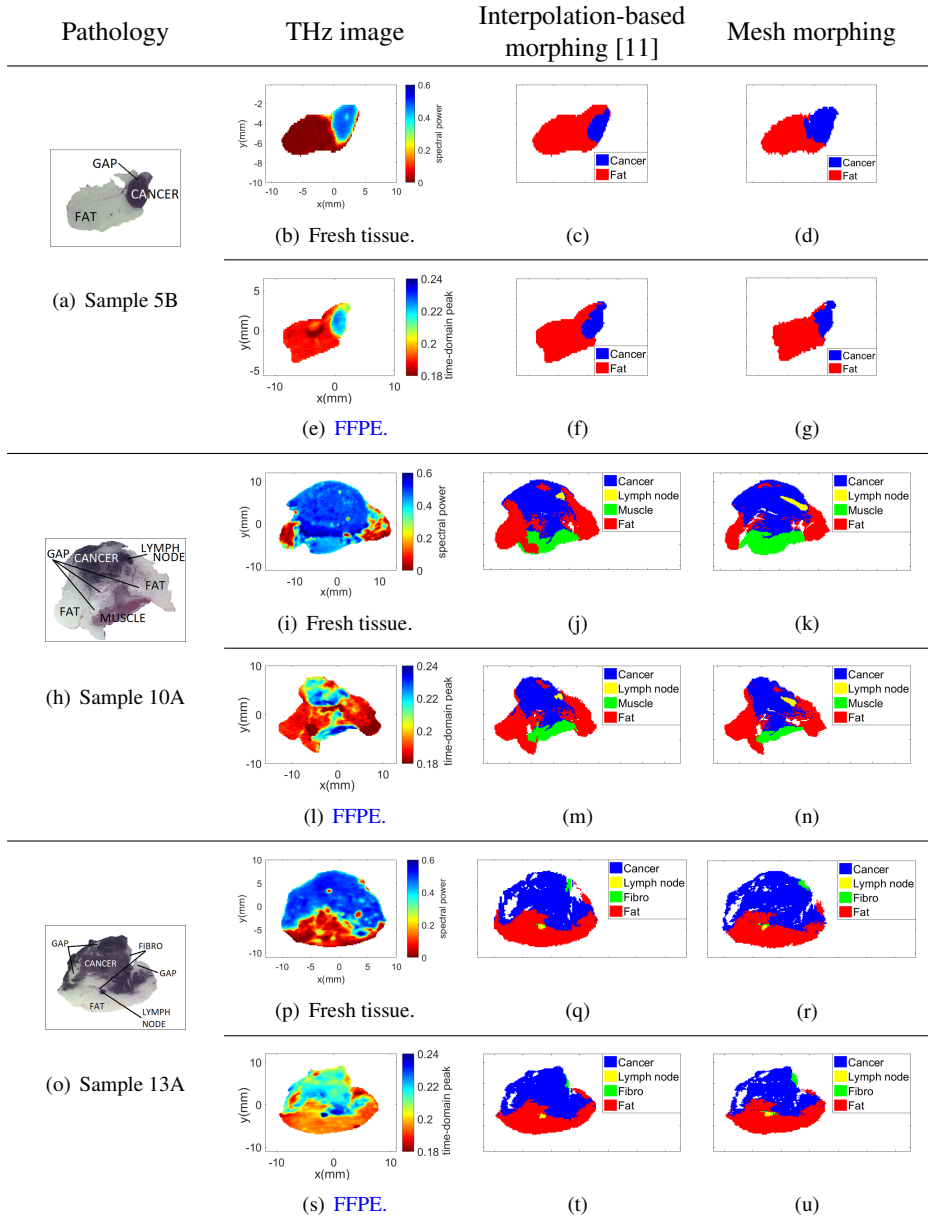 Pathology
THz image
Interpolation-based
morphing [11]
Mesh morphing
GAP
CANCER
FAT
(a) Sample 5B
y(mm)
-2
-4
-6
-8
-10
-10 -5 0 5 10
x(mm)
0.6
0.4
0.2
0
spectral power
(b) Fresh tissue.
Cancer
Fat
(c)
Cancer
Fat
(d)
y(mm)
5
0
-5
-10 0 10
x(mm)
0.24
0.22
0.2
0.18
time-domain peak
(e) FFPE.
Cancer
Fat
(f)
Cancer
Fat
(g)
GAP
CANCER
LYMPH
NODE
FAT
FAT
MUSCLE
(h) Sample 10A
y(mm)
10
0
-10
-10 0 10
x(mm)
0.6
0.4
0.2
0
spectral power
(i) Fresh tissue.
Cancer
Lymph node
Muscle
Fat
(j)
Cancer
Lymph node
Muscle
Fat
(k)
y(mm)
10
0
-10
-10 0 10
x(mm)
0.24
0.22
0.2
0.18
time-domain peak
(l) FFPE.
Cancer
Lymph node
Muscle
Fat
(m)
Cancer
Lymph node
Muscle
Fat
(n)
GAP
FIBRO
CANCER
GAP
FAT
LYMPH
NODE
(o) Sample 13A
y(mm)
10
5
0
-5
-10
-10 -5 0 5 10
x(mm)
0.6
0.4
0.2
0
spectral power
(p) Fresh tissue.
Cancer
Lymph node
Fibro
Fat
(q)
Cancer
Lymph node
Fibro
Fat
(r)
y(mm)
10
0
-10
-10 0 10
x(mm)
0.24
0.22
0.2
0.18
time-domain peak
(s) FFPE.
Cancer
Lymph node
Fibro
Fat
(t)
Cancer
Lymph node
Fibro
Fat
(u)